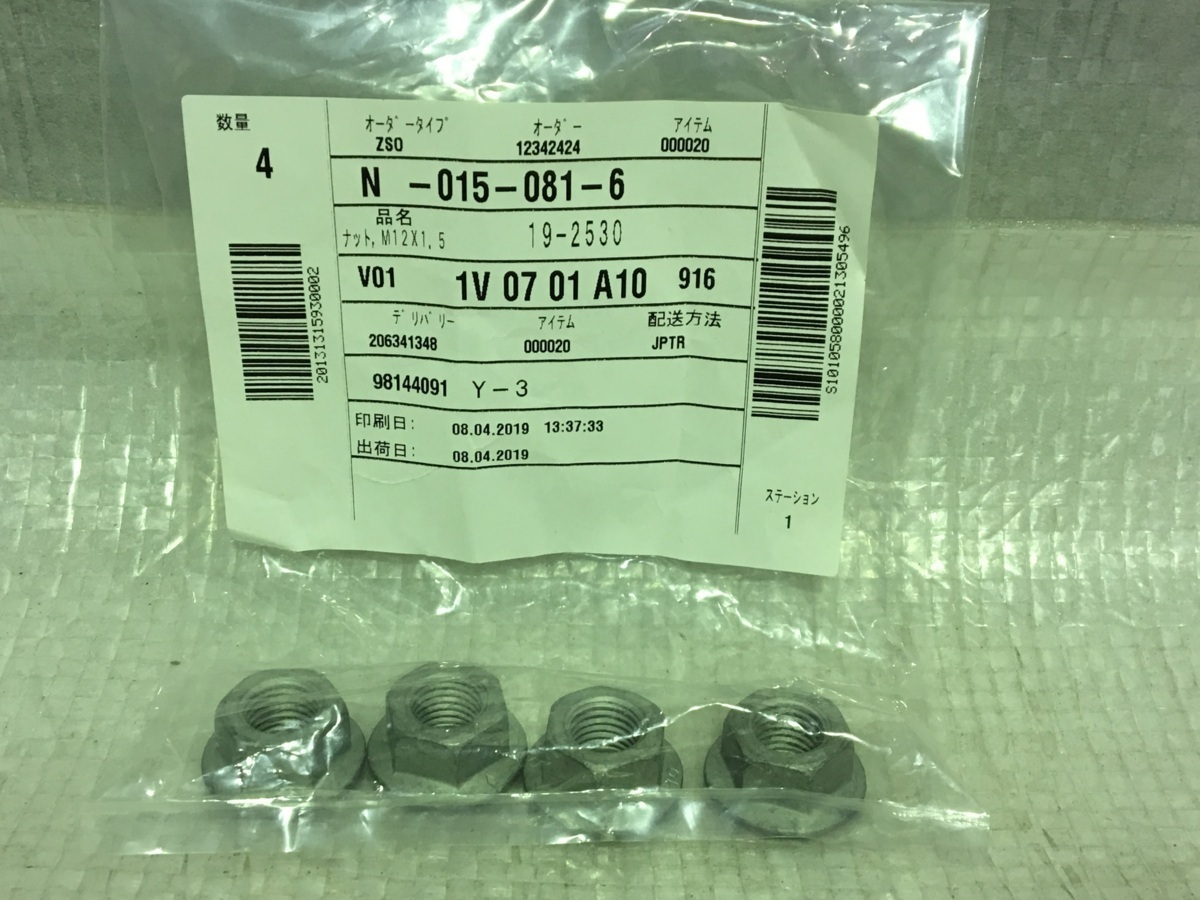 数量
4
20131315930002
オーダータイプ オーダー アイテム
ZSO 12342424 000020
N -015-081-6
品名
ナット,M12X1,5 19-2530
V01 1V 07 01 A10 916
デリバリー アイテム 配送方法
206341348 000020 JPTR
98144091 Y-3
印刷日: 08.04.2019 13:37:33
出荷日: 08.04.2019
S1010580000021305496
ステーション
1